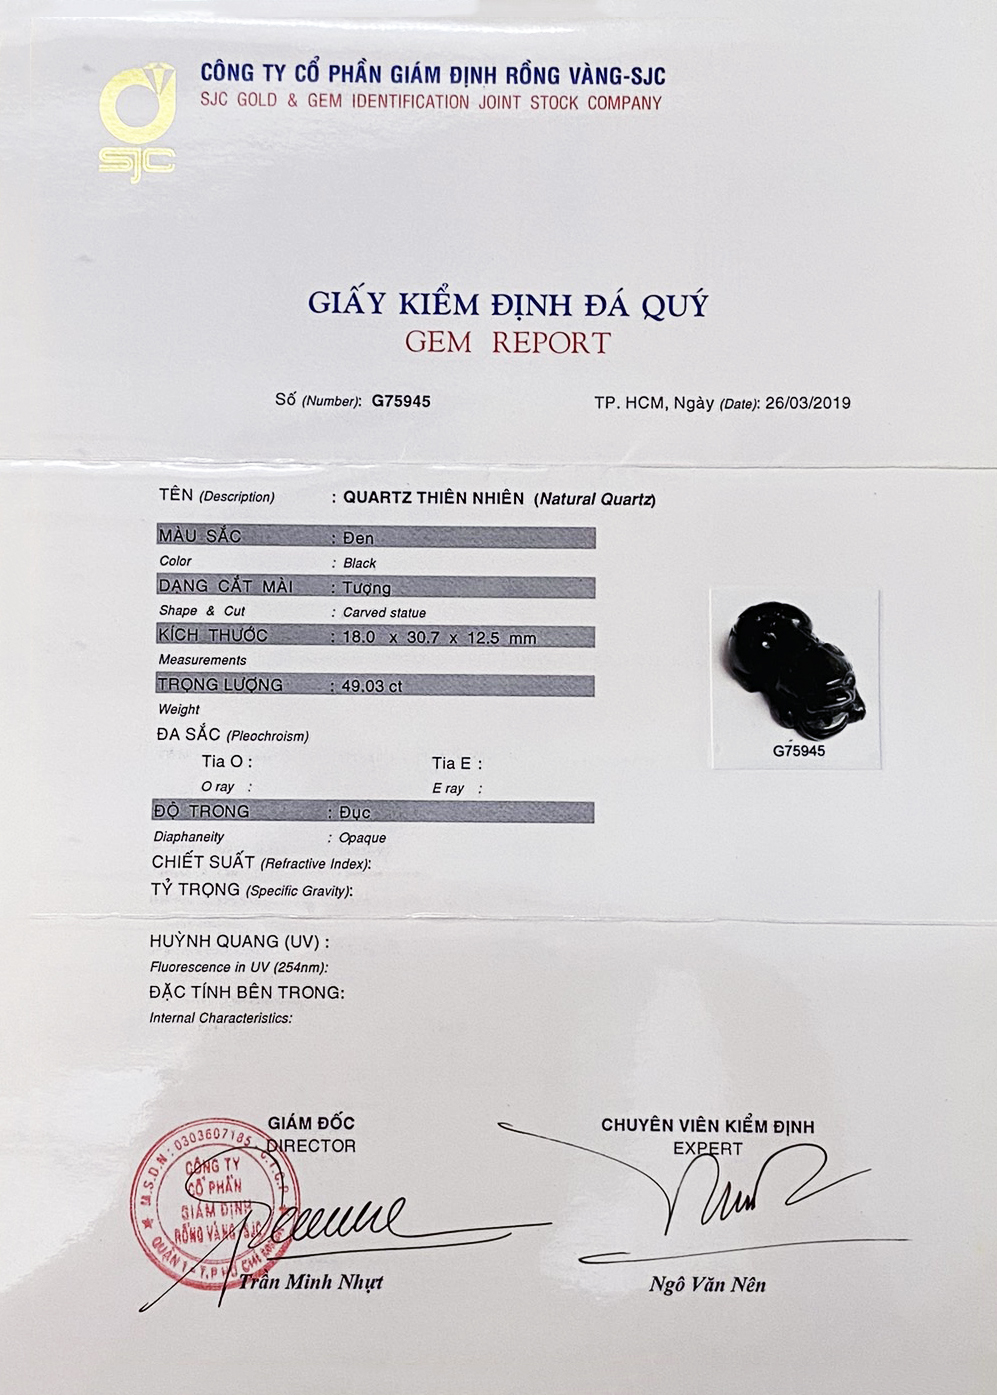 CÔNG TY CỔ PHẦN GIÁM ĐỊNH RỒNG VÀNG-SJC
SJC GOLD & GEM IDENTIFICATION JOINT STOCK COMPANY
SJC
GIẤY KIỂM ĐỊNH ĐÁ QUÝ
GEM REPORT
Số (Number): G75945 TP. HCM, Ngày (Date): 26/03/2019
TÊN (Description) : QUARTZ THIÊN NHIÊN (Natural Quartz)
MÀU SẮC : Đen
Color : Black
DẠNG CẮT MÀI : Tượng
Shape & Cut : Carved statue
KÍCH THƯỚC : 18.0 x 30.7 x 12.5 mm
Measurements
TRỌNG LƯỢNG : 49.03 ct
Weight
ĐA SẮC (Pleochroism)
Tia O : Tia E :
O ray : E ray :
G75945
ĐỘ TRONG : Đục
Diaphaneity : Opaque
CHIẾT SUẤT (Refractive Index):
TỶ TRỌNG (Specific Gravity):
HUỲNH QUANG (UV) :
Fluorescence in UV (254nm):
ĐẶC TÍNH BÊN TRONG:
Internal Characteristics:
GIÁM ĐỐC CHUYÊN VIÊN KIỂM ĐỊNH
DIRECTOR EXPERT
M.S.D.N: 0303607185 - C.T.C.P
CÔNG TY
CỔ PHẦN
GIÁM ĐỊNH
RỒNG VÀNG-SJC
QUẬN 1 - T.P HỒ CHÍ MINH
Trần Minh Nhựt Ngô Văn Nên